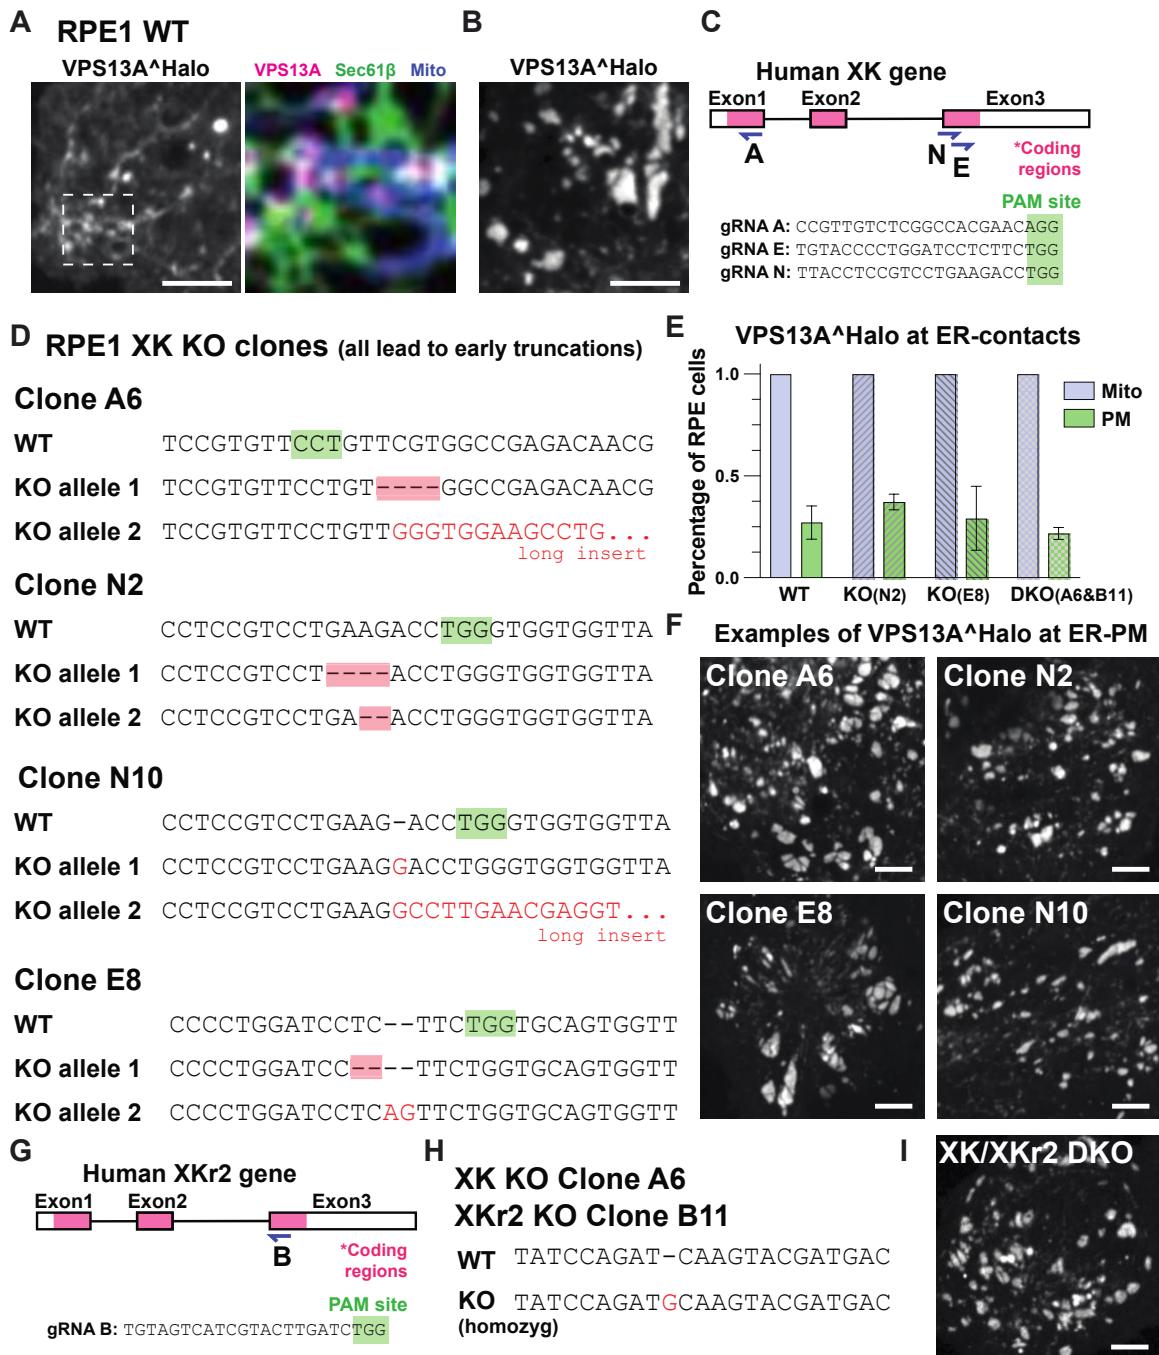 A
RPE1 WT
VPS13A^Halo
VPS13A Sec61β Mito
B
VPS13A^Halo
C
Human XK gene
Exon1 Exon2 Exon3
A
N
E
*Coding
regions
PAM site
gRNA A: CCGTTGTCTCGGCCACGAACAGG
gRNA E: TGTACCCCTGGATCCTCTTCTGG
gRNA N: TTACCTCCGTCCTGAAGACCTGG
D
RPE1 XK KO clones (all lead to early truncations)
Clone A6
WT TCCGTGTTCCTGTTCGTGGCCGAGACAACG
KO allele 1 TCCGTGTTCCTGT----GGCCGAGACAACG
KO allele 2 TCCGTGTTCCTGTTGGGTGGAAGCCTG...
long insert
Clone N2
WT CCTCCGTCCTGAAGACCTGGGTGGTGGTTA
KO allele 1 CCTCCGTCCT----ACCTGGGTGGTGGTTA
KO allele 2 CCTCCGTCCTGA--ACCTGGGTGGTGGTTA
Clone N10
WT CCTCCGTCCTGAAG-ACCTGGGTGGTGGTTA
KO allele 1 CCTCCGTCCTGAAGGACCTGGGTGGTGGTTA
KO allele 2 CCTCCGTCCTGAAGGCCTTGAACGAGGT...
long insert
Clone E8
WT CCCCTGGATCCTC--TTCTGGTGCAGTGGTT
KO allele 1 CCCCTGGATCC----TTCTGGTGCAGTGGTT
KO allele 2 CCCCTGGATCCTCAGTTCTGGTGCAGTGGTT
E
VPS13A^Halo at ER-contacts
Percentage of RPE cells
1.0
0.5
0.0
Mito
PM
WT KO(N2) KO(E8) DKO(A6&B11)
F
Examples of VPS13A^Halo at ER-PM
Clone A6
Clone N2
Clone E8
Clone N10
G
Human XKr2 gene
Exon1 Exon2 Exon3
B
*Coding
regions
PAM site
gRNA B: TGTAGTCATCGTACTTGATCTGG
H
XK KO Clone A6
XKr2 KO Clone B11
WT TATCCAGAT-CAAGTACGATGAC
KO TATCCAGATGCAAGTACGATGAC
(homozyg)
I
XK/XKr2 DKO